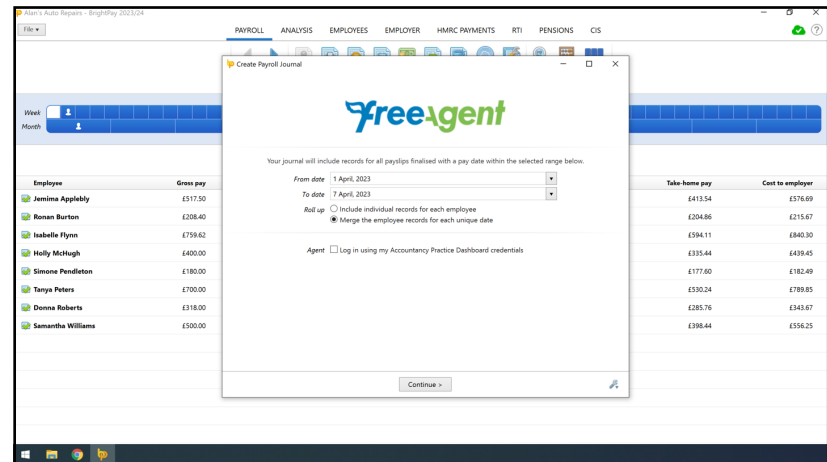 Alan's Auto Repairs - BrightPay 2023/24
File
PAYROLL ANALYSIS EMPLOYEES EMPLOYER HMRC PAYMENTS RTI PENSIONS CIS
?
Create Payroll Journal
freeagent
Week 1
Month 1
Your journal will include records for all payslips finalised with a pay date within the selected range below.
From date 1 April, 2023
To date 7 April, 2023
Roll up Include individual records for each employee
Merge the employee records for each unique date
Agent Log in using my Accountancy Practice Dashboard credentials
Continue >
Employee Gross pay Take-home pay Cost to employer
Jemima Applebly £517.50 £413.54 £576.69
Ronan Burton £208.40 £204.86 £215.67
Isabelle Flynn £759.62 £594.11 £840.30
Holly McHugh £400.00 £335.44 £439.45
Simone Pendleton £180.00 £177.60 £182.49
Tanya Peters £700.00 £530.24 £789.85
Donna Roberts £318.00 £285.76 £343.67
Samantha Williams £500.00 £398.44 £556.25
bp